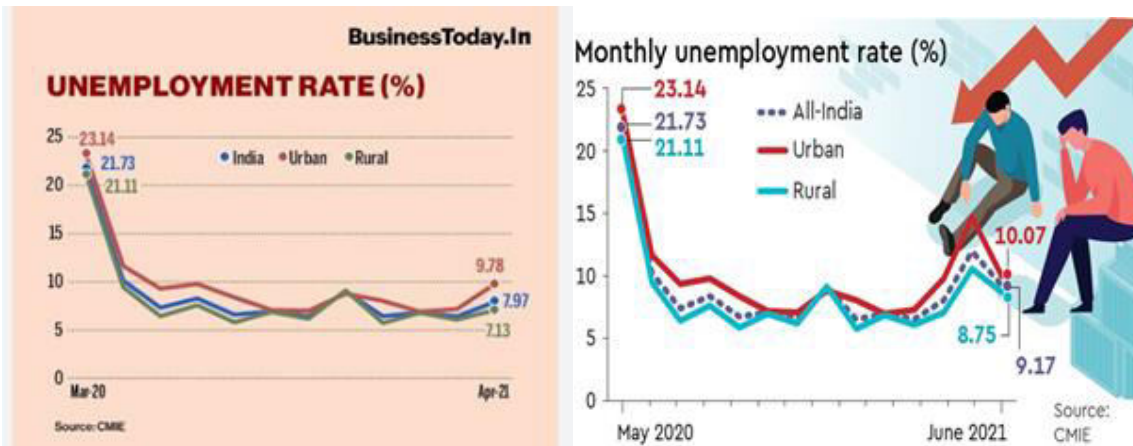 BusinessToday.In
UNEMPLOYMENT RATE (%)
25
20
15
10
5
0
23.14
21.73
21.11
India Urban Rural
9.78
7.97
7.13
Mar-20
Apr-21
Source: CMIE
Monthly unemployment rate (%)
25
20
15
10
5
0
23.14
21.73
21.11
All-India
Urban
Rural
10.07
8.75
9.17
May 2020
June 2021
Source:
CMIE